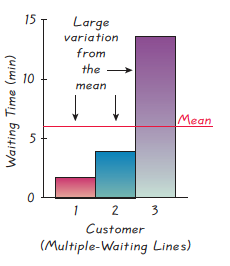 15
Large
variation
from
the
mean
10
Waiting Time (min)
Mean
5
0
1 2 3
Customer
(Multiple-Waiting Lines)